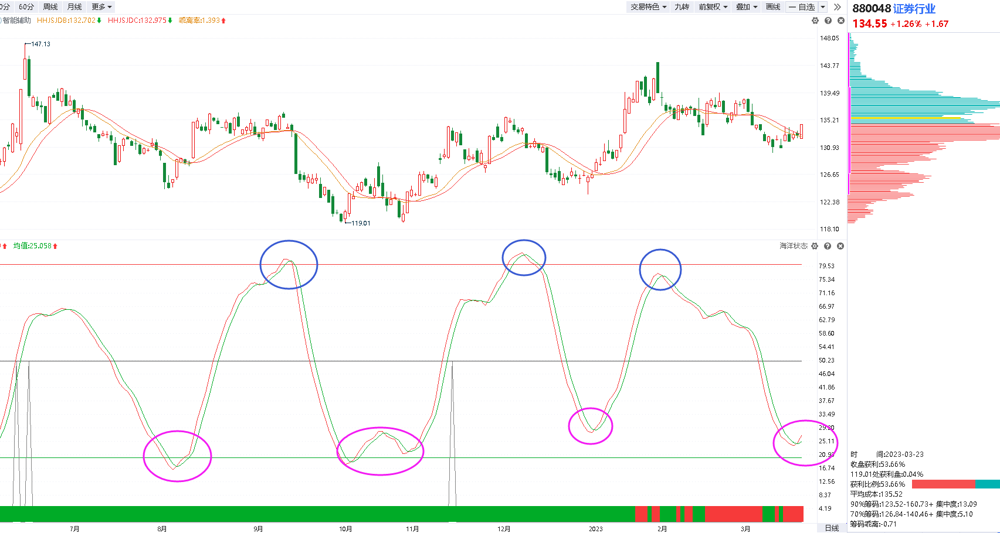 0分 60分 周线 月线 更多 交易特色 九转 前复权 叠加 画线 一 自选
880048 证券行业
134.55 +1.26% +1.67
智能辅助 HHJSJDB:132.702 HHJSJDC:132.975 乖离率:1.393
147.13
119.01
148.05
143.77
139.49
135.21
130.93
126.65
122.38
118.10
均值:25.058 海洋状态
79.53
75.34
71.16
66.97
62.79
58.60
54.41
50.23
46.04
41.86
37.67
33.49
29.30
25.11
20.93
16.74
12.56
8.37
4.19
7月 8月 9月 10月 11月 12月 2023 2月 3月 日线
时 间:2023-03-23
收盘获利:53.66%
119.01处获利盘:0.04%
获利比例:53.66%
平均成本:135.52
90%筹码:123.52-160.73+ 集中度:13.09
70%筹码:126.84-140.46+ 集中度:5.10
筹码乖离:-0.71